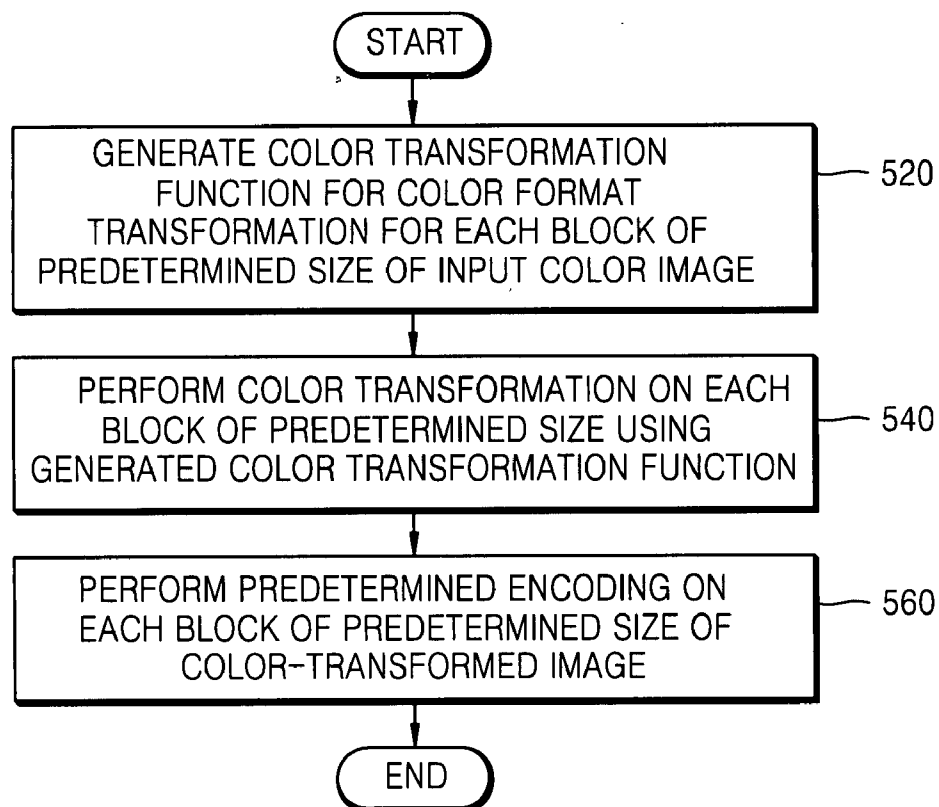 START
GENERATE COLOR TRANSFORMATION
FUNCTION FOR COLOR FORMAT
TRANSFORMATION FOR EACH BLOCK OF
PREDETERMINED SIZE OF INPUT COLOR IMAGE
520
PERFORM COLOR TRANSFORMATION ON EACH
BLOCK OF PREDETERMINED SIZE USING
GENERATED COLOR TRANSFORMATION FUNCTION
540
PERFORM PREDETERMINED ENCODING ON
EACH BLOCK OF PREDETERMINED SIZE OF
COLOR-TRANSFORMED IMAGE
560
END